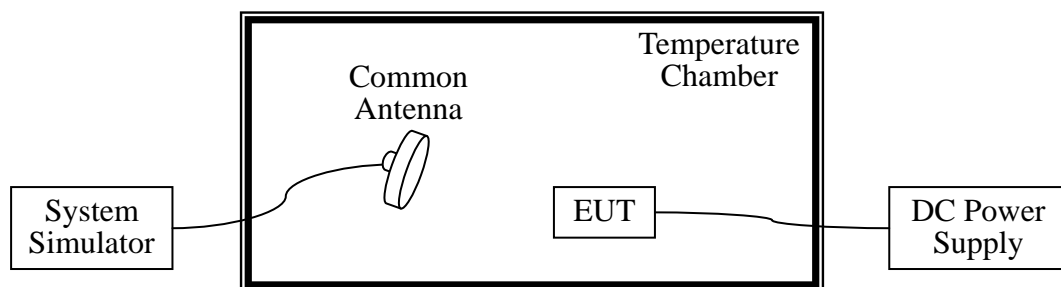 Temperature
Chamber
Common
Antenna
System
Simulator
EUT
DC Power
Supply